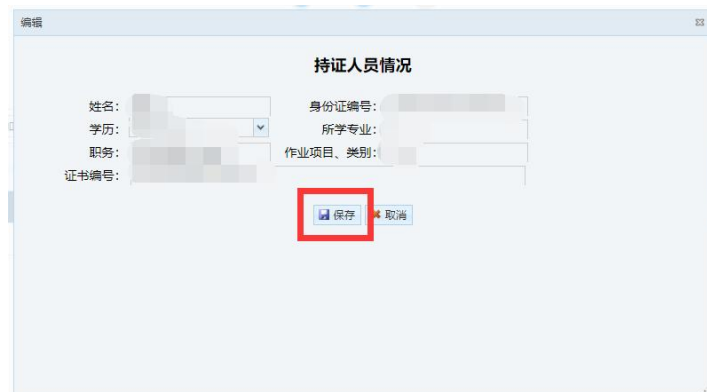 编辑
持证人员情况
姓名： 身份证编号：
学历： 所学专业：
职务： 作业项目、类别：
证书编号：
保存 取消